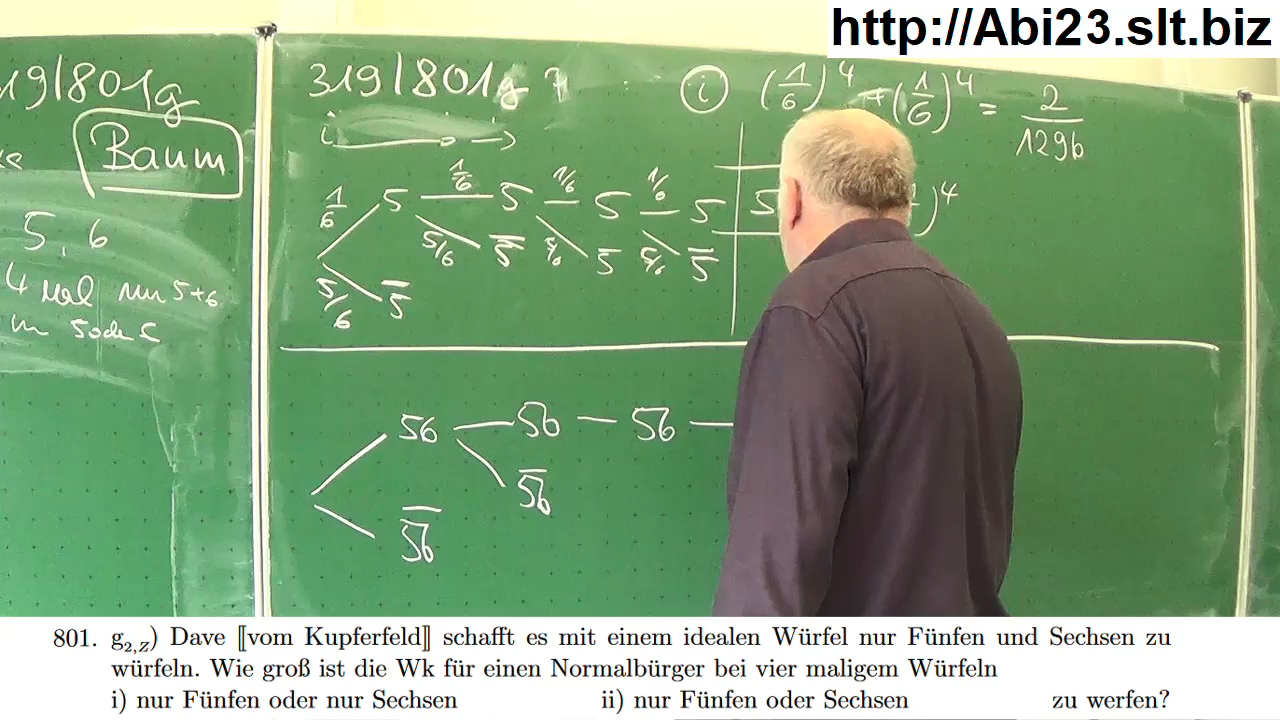 http://Abi23.slt.biz
19/801g
Baum
5, 6
4 Mal nur 5+6
319/801g
i
(1/6)^4 + (1/6)^4 = 2/1296
1/6 5 1/6 5 1/6 5 1/6 5
5/6 5̅ 5/6 5̅ 5/6 5̅ 5/6 5̅
5
)^4
56 56 56
5̅6̅ 5̅6̅
801. g₂,Z) Dave ⟦vom Kupferfeld⟧ schafft es mit einem idealen Würfel nur Fünfen und Sechsen zu
würfeln. Wie groß ist die Wk für einen Normalbürger bei vier maligem Würfeln
i) nur Fünfen oder nur Sechsen ii) nur Fünfen oder Sechsen zu werfen?